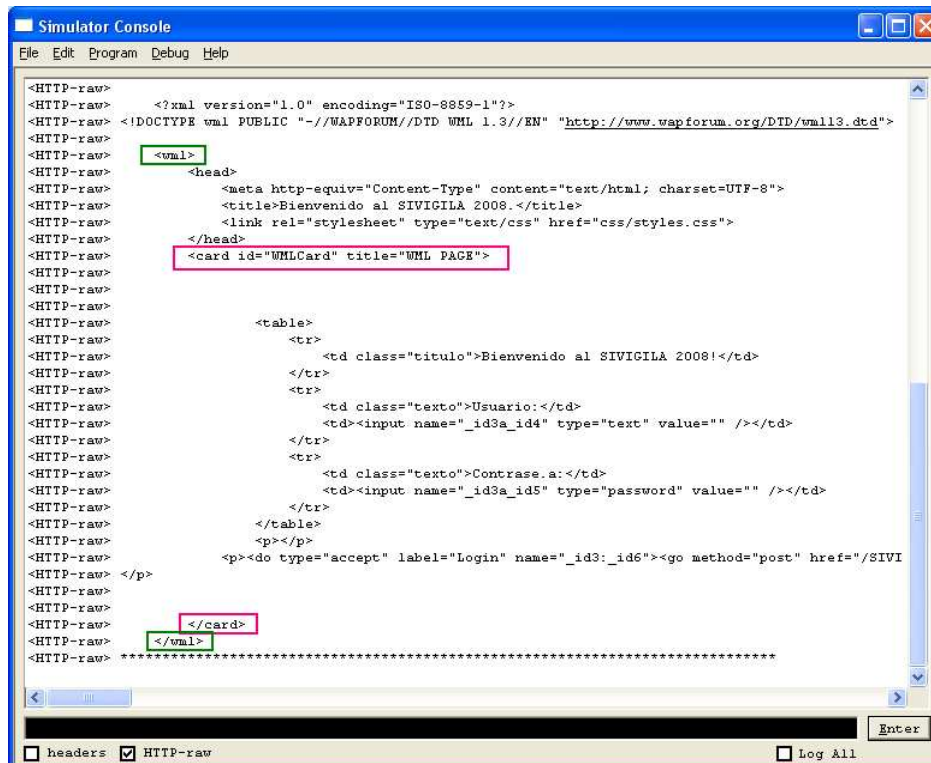 Simulator Console
File Edit Program Debug Help
<HTTP-raw>
<HTTP-raw> <?xml version="1.0" encoding="ISO-8859-1"?>
<HTTP-raw> <!DOCTYPE wml PUBLIC "-//WAPFORUM//DTD WML 1.3//EN" "http://www.wapforum.org/DTD/wml13.dtd">
<HTTP-raw>
<HTTP-raw> <wml>
<HTTP-raw> <head>
<HTTP-raw> <meta http-equiv="Content-Type" content="text/html; charset=UTF-8">
<HTTP-raw> <title>Bienvenido al SIVIGILA 2008.</title>
<HTTP-raw> <link rel="stylesheet" type="text/css" href="css/styles.css">
<HTTP-raw> </head>
<HTTP-raw> <card id="WMLCard" title="WML PAGE">
<HTTP-raw>
<HTTP-raw>
<HTTP-raw>
<HTTP-raw> <table>
<HTTP-raw> <tr>
<HTTP-raw> <td class="titulo">Bienvenido al SIVIGILA 2008!</td>
<HTTP-raw> </tr>
<HTTP-raw> <tr>
<HTTP-raw> <td class="texto">Usuario:</td>
<HTTP-raw> <td><input name="_id3a_id4" type="text" value="" /></td>
<HTTP-raw> </tr>
<HTTP-raw> <tr>
<HTTP-raw> <td class="texto">Contrase.a:</td>
<HTTP-raw> <td><input name="_id3a_id5" type="password" value="" /></td>
<HTTP-raw> </tr>
<HTTP-raw> </table>
<HTTP-raw> <p></p>
<HTTP-raw> <p><do type="accept" label="Login" name="_id3:_id6"><go method="post" href="/SIVI
<HTTP-raw> </p>
<HTTP-raw>
<HTTP-raw>
<HTTP-raw> </card>
<HTTP-raw> </wml>
<HTTP-raw> ******************************************************************************
Enter
headers HTTP-raw Log All